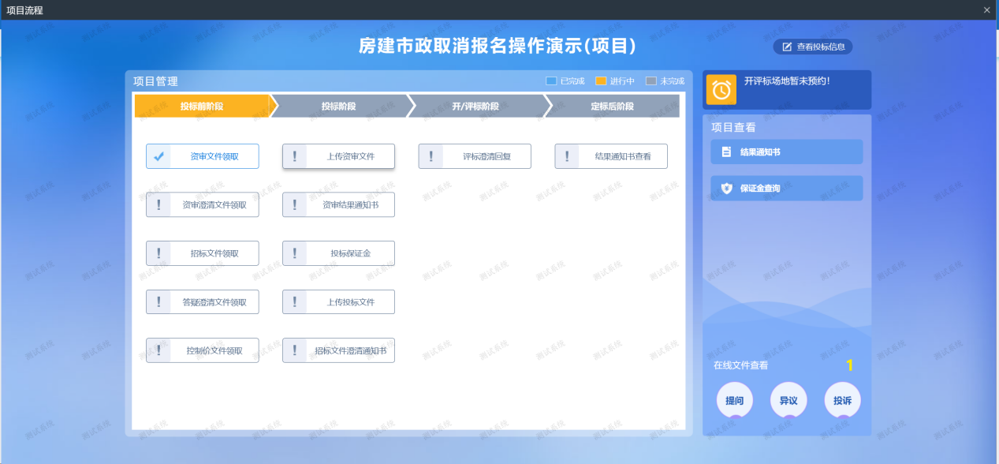 项目流程
房建市政取消报名操作演示(项目)
查看投标信息
项目管理
已完成
进行中
未完成
投标前阶段
投标阶段
开/评标阶段
定标后阶段
资审文件领取
上传资审文件
评标澄清回复
结果通知书查看
资审澄清文件领取
资审结果通知书
招标文件领取
投标保证金
答疑澄清文件领取
上传投标文件
控制价文件领取
招标文件澄清通知书
开评标场地暂未预约!
项目查看
结果通知书
保证金查询
在线文件查看
1
提问
异议
投诉
测试系统